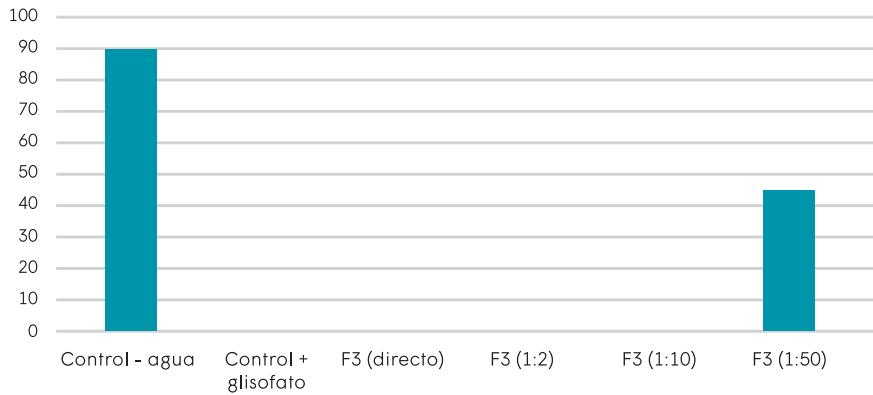 100
90
80
70
60
50
40
30
20
10
0
Control - agua
Control +
glisofato
F3 (directo)
F3 (1:2)
F3 (1:10)
F3 (1:50)